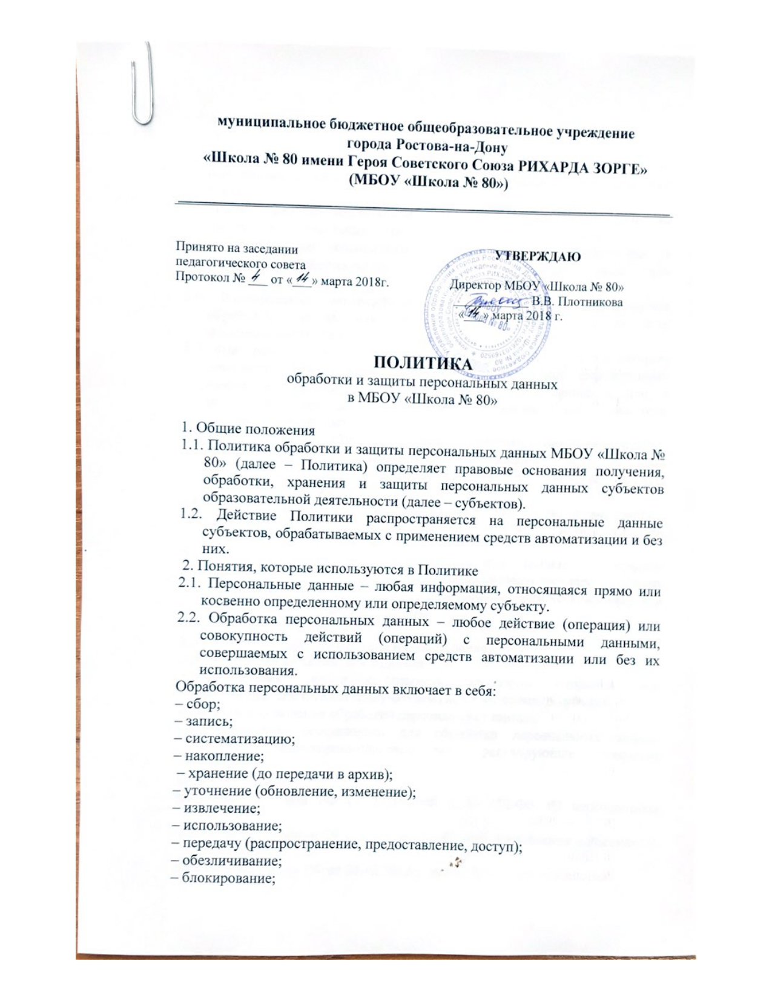 муниципальное бюджетное общеобразовательное учреждение
города Ростова-на-Дону
«Школа № 80 имени Героя Советского Союза РИХАРДА ЗОРГЕ»
(МБОУ «Школа № 80»)
Принято на заседании
педагогического совета
Протокол № 4 от «14» марта 2018г.
УТВЕРЖДАЮ
Директор МБОУ «Школа № 80»
В.В. Плотникова
«14» марта 2018 г.
МБОУ
«Школа № 80»
ПОЛИТИКА
обработки и защиты персональных данных
в МБОУ «Школа № 80»
1. Общие положения
1.1. Политика обработки и защиты персональных данных МБОУ «Школа №
80» (далее – Политика) определяет правовые основания получения,
обработки, хранения и защиты персональных данных субъектов
образовательной деятельности (далее – субъектов).
1.2. Действие Политики распространяется на персональные данные
субъектов, обрабатываемых с применением средств автоматизации и без
них.
2. Понятия, которые используются в Политике
2.1. Персональные данные – любая информация, относящаяся прямо или
косвенно определенному или определяемому субъекту.
2.2. Обработка персональных данных – любое действие (операция) или
совокупность действий (операций) с персональными данными,
совершаемых с использованием средств автоматизации или без их
использования.
Обработка персональных данных включает в себя:
– сбор;
– запись;
– систематизацию;
– накопление;
– хранение (до передачи в архив);
– уточнение (обновление, изменение);
– извлечение;
– использование;
– передачу (распространение, предоставление, доступ);
– обезличивание;
– блокирование;